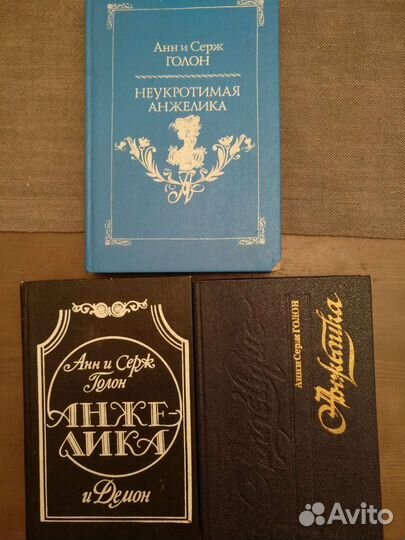 Анн и Серж
ГОЛОН
НЕУКРОТИМАЯ
АНЖЕЛИКА
Анн и Серж
Голон
АНЖЕ-
ЛИКА
и Демон
Анн и Серж ГОЛОН
Анжелика
Avito